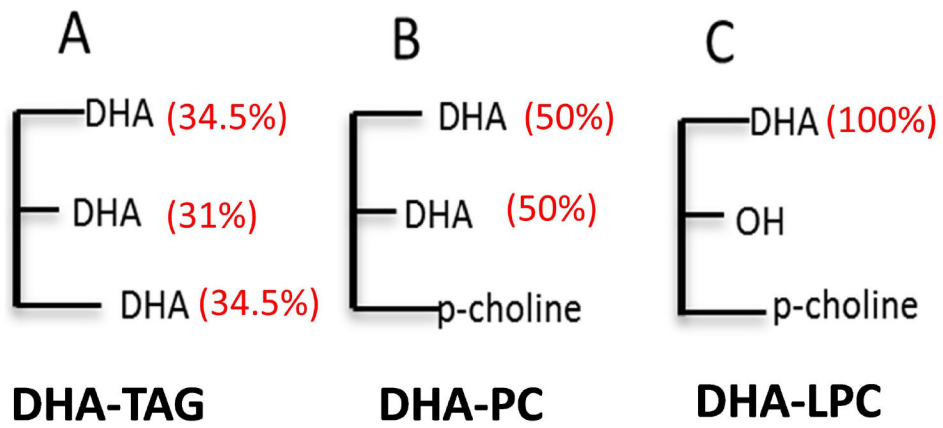 A
DHA (34.5%)
DHA (31%)
DHA (34.5%)
DHA-TAG
B
DHA (50%)
DHA (50%)
p-choline
DHA-PC
C
DHA (100%)
OH
p-choline
DHA-LPC